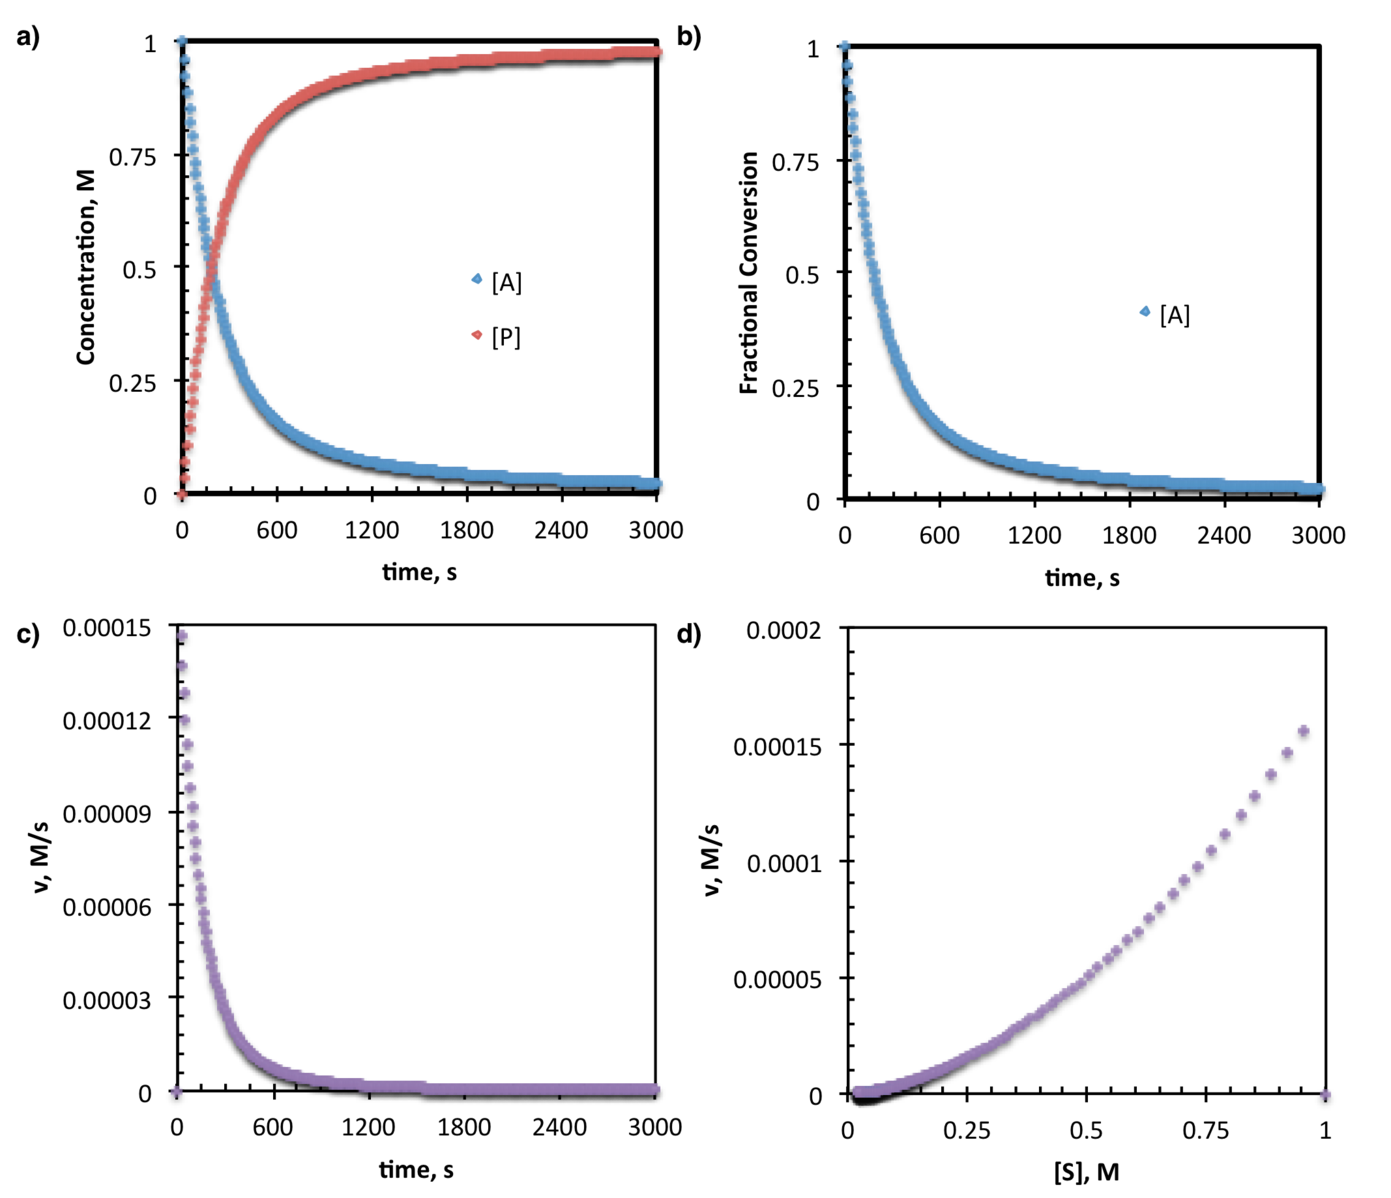 a)
1
0.75
0.5
0.25
0
Concentration, M
[A]
[P]
0 600 1200 1800 2400 3000
time, s
b)
1
0.75
0.5
0.25
0
Fractional Conversion
[A]
0 600 1200 1800 2400 3000
time, s
c)
0.00015
0.00012
0.00009
0.00006
0.00003
0
v, M/s
0 600 1200 1800 2400 3000
time, s
d)
0.0002
0.00015
0.0001
0.00005
0
v, M/s
0 0.25 0.5 0.75 1
[S], M